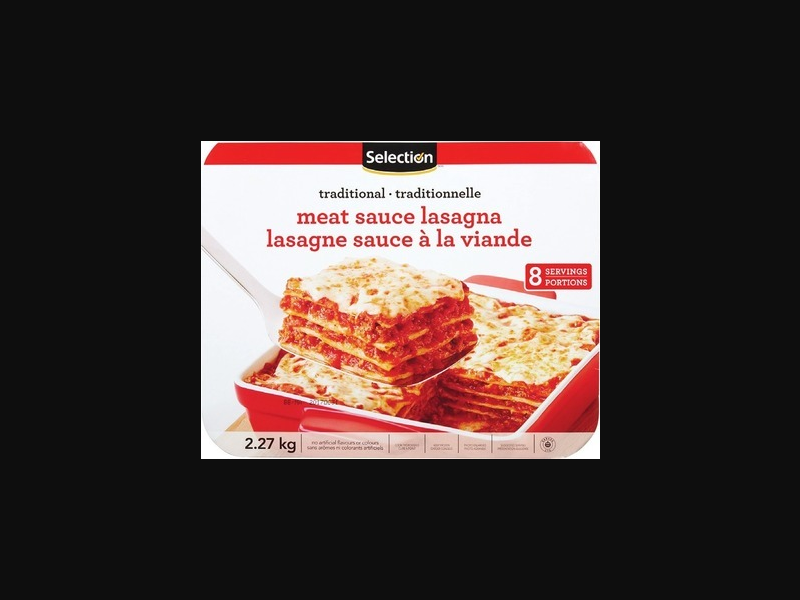 Selection
traditional · traditionnelle
meat sauce lasagna
lasagne sauce à la viande
8 SERVINGS
PORTIONS
2.27 kg
no artificial flavours or colours
sans arômes ni colorants artificiels